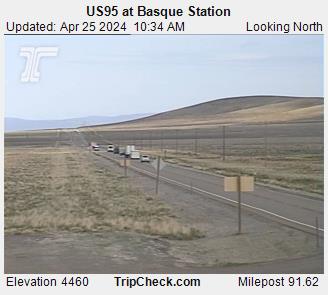 US95 at Basque Station
Updated: Apr 25 2024 10:34 AM Looking North
Elevation 4460 TripCheck.com Milepost 91.62